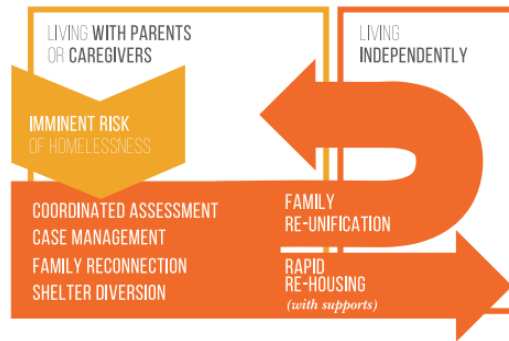 LIVING WITH PARENTS
OR CAREGIVERS
LIVING
INDEPENDENTLY
IMMINENT RISK
OF HOMELESSNESS
COORDINATED ASSESSMENT
CASE MANAGEMENT
FAMILY RECONNECTION
SHELTER DIVERSION
FAMILY
RE-UNIFICATION
RAPID
RE-HOUSING
(with supports)